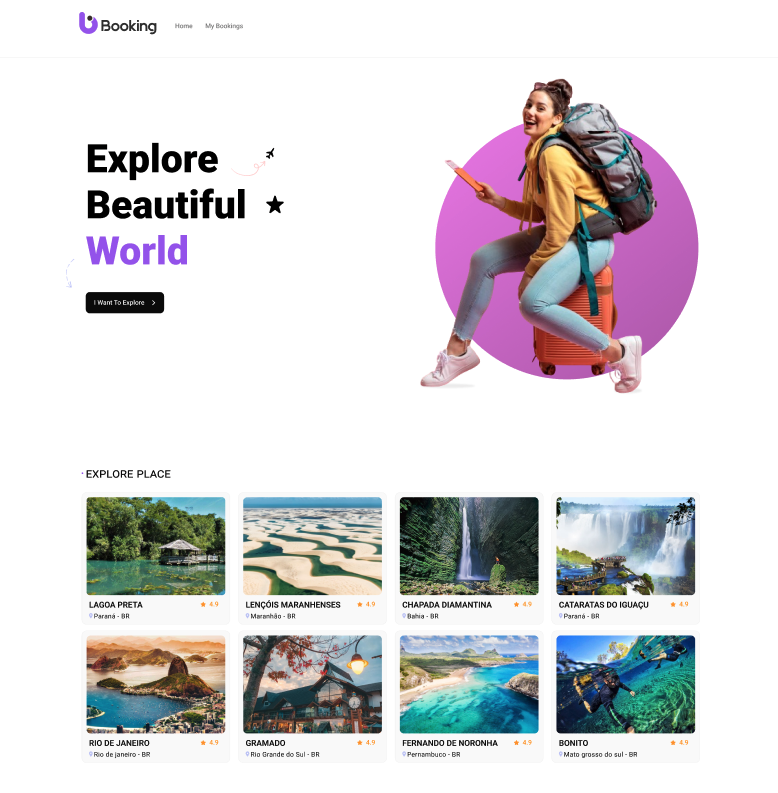 Booking
Home
My Bookings
Explore
Beautiful
World
I Want To Explore
EXPLORE PLACE
LAGOA PRETA
4.9
Paraná - BR
LENÇÓIS MARANHENSES
4.9
Maranhão - BR
CHAPADA DIAMANTINA
4.9
Bahia - BR
CATARATAS DO IGUAÇU
4.9
Paraná - BR
RIO DE JANEIRO
4.9
Rio de janeiro - BR
GRAMADO
4.9
Rio Grande do Sul - BR
FERNANDO DE NORONHA
4.9
Pernambuco - BR
BONITO
4.9
Mato grosso do sul - BR